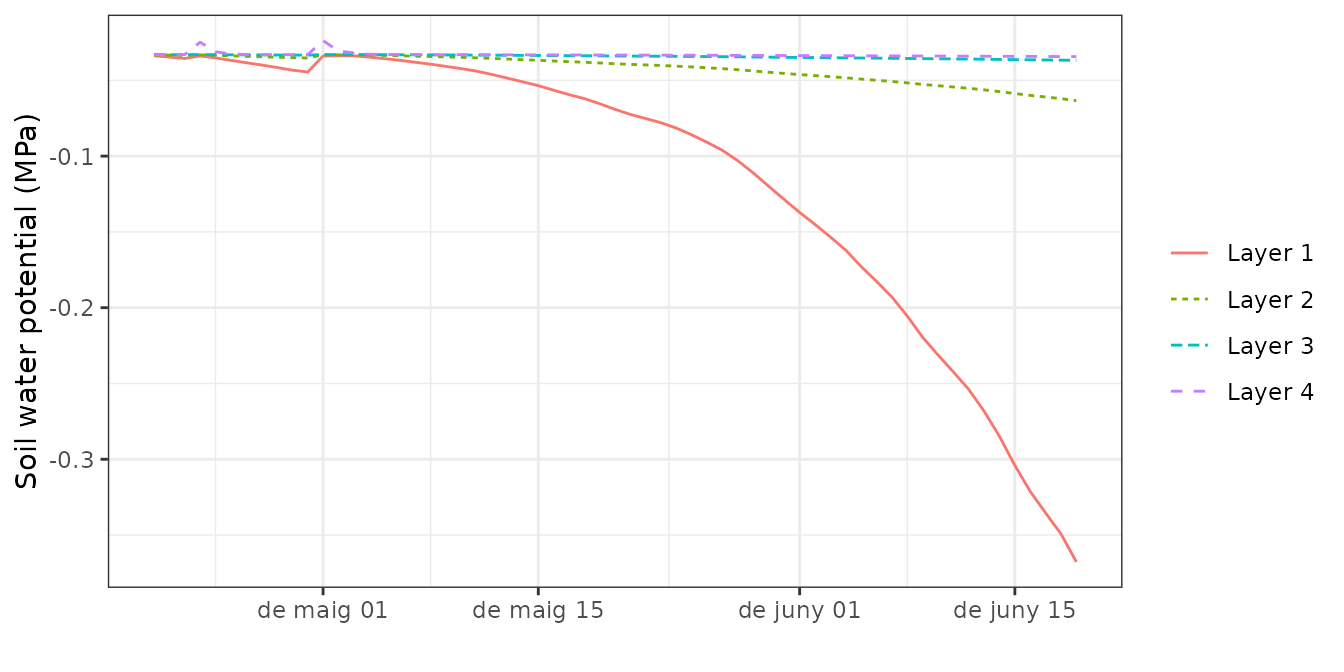 Soil water potential (MPa)
-0.1
-0.2
-0.3
de maig 01
de maig 15
de juny 01
de juny 15
Layer 1
Layer 2
Layer 3
Layer 4